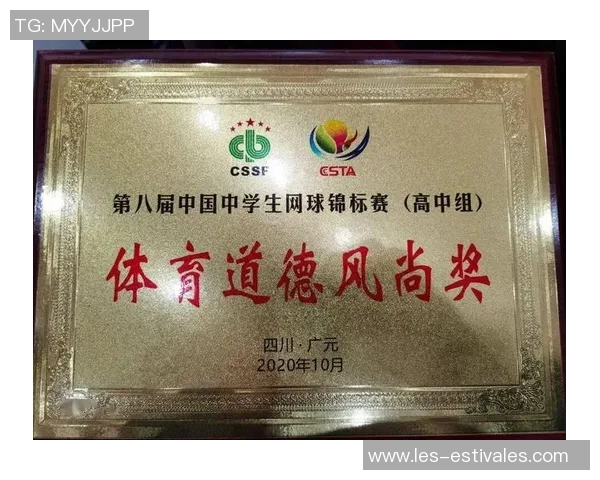 TG: MYYJJPP
CSSF CSTA
第八届中国中学生网球锦标赛（高中组）
体育道德风尚奖
四川·广元
2020年10月
www.les-estivales.com